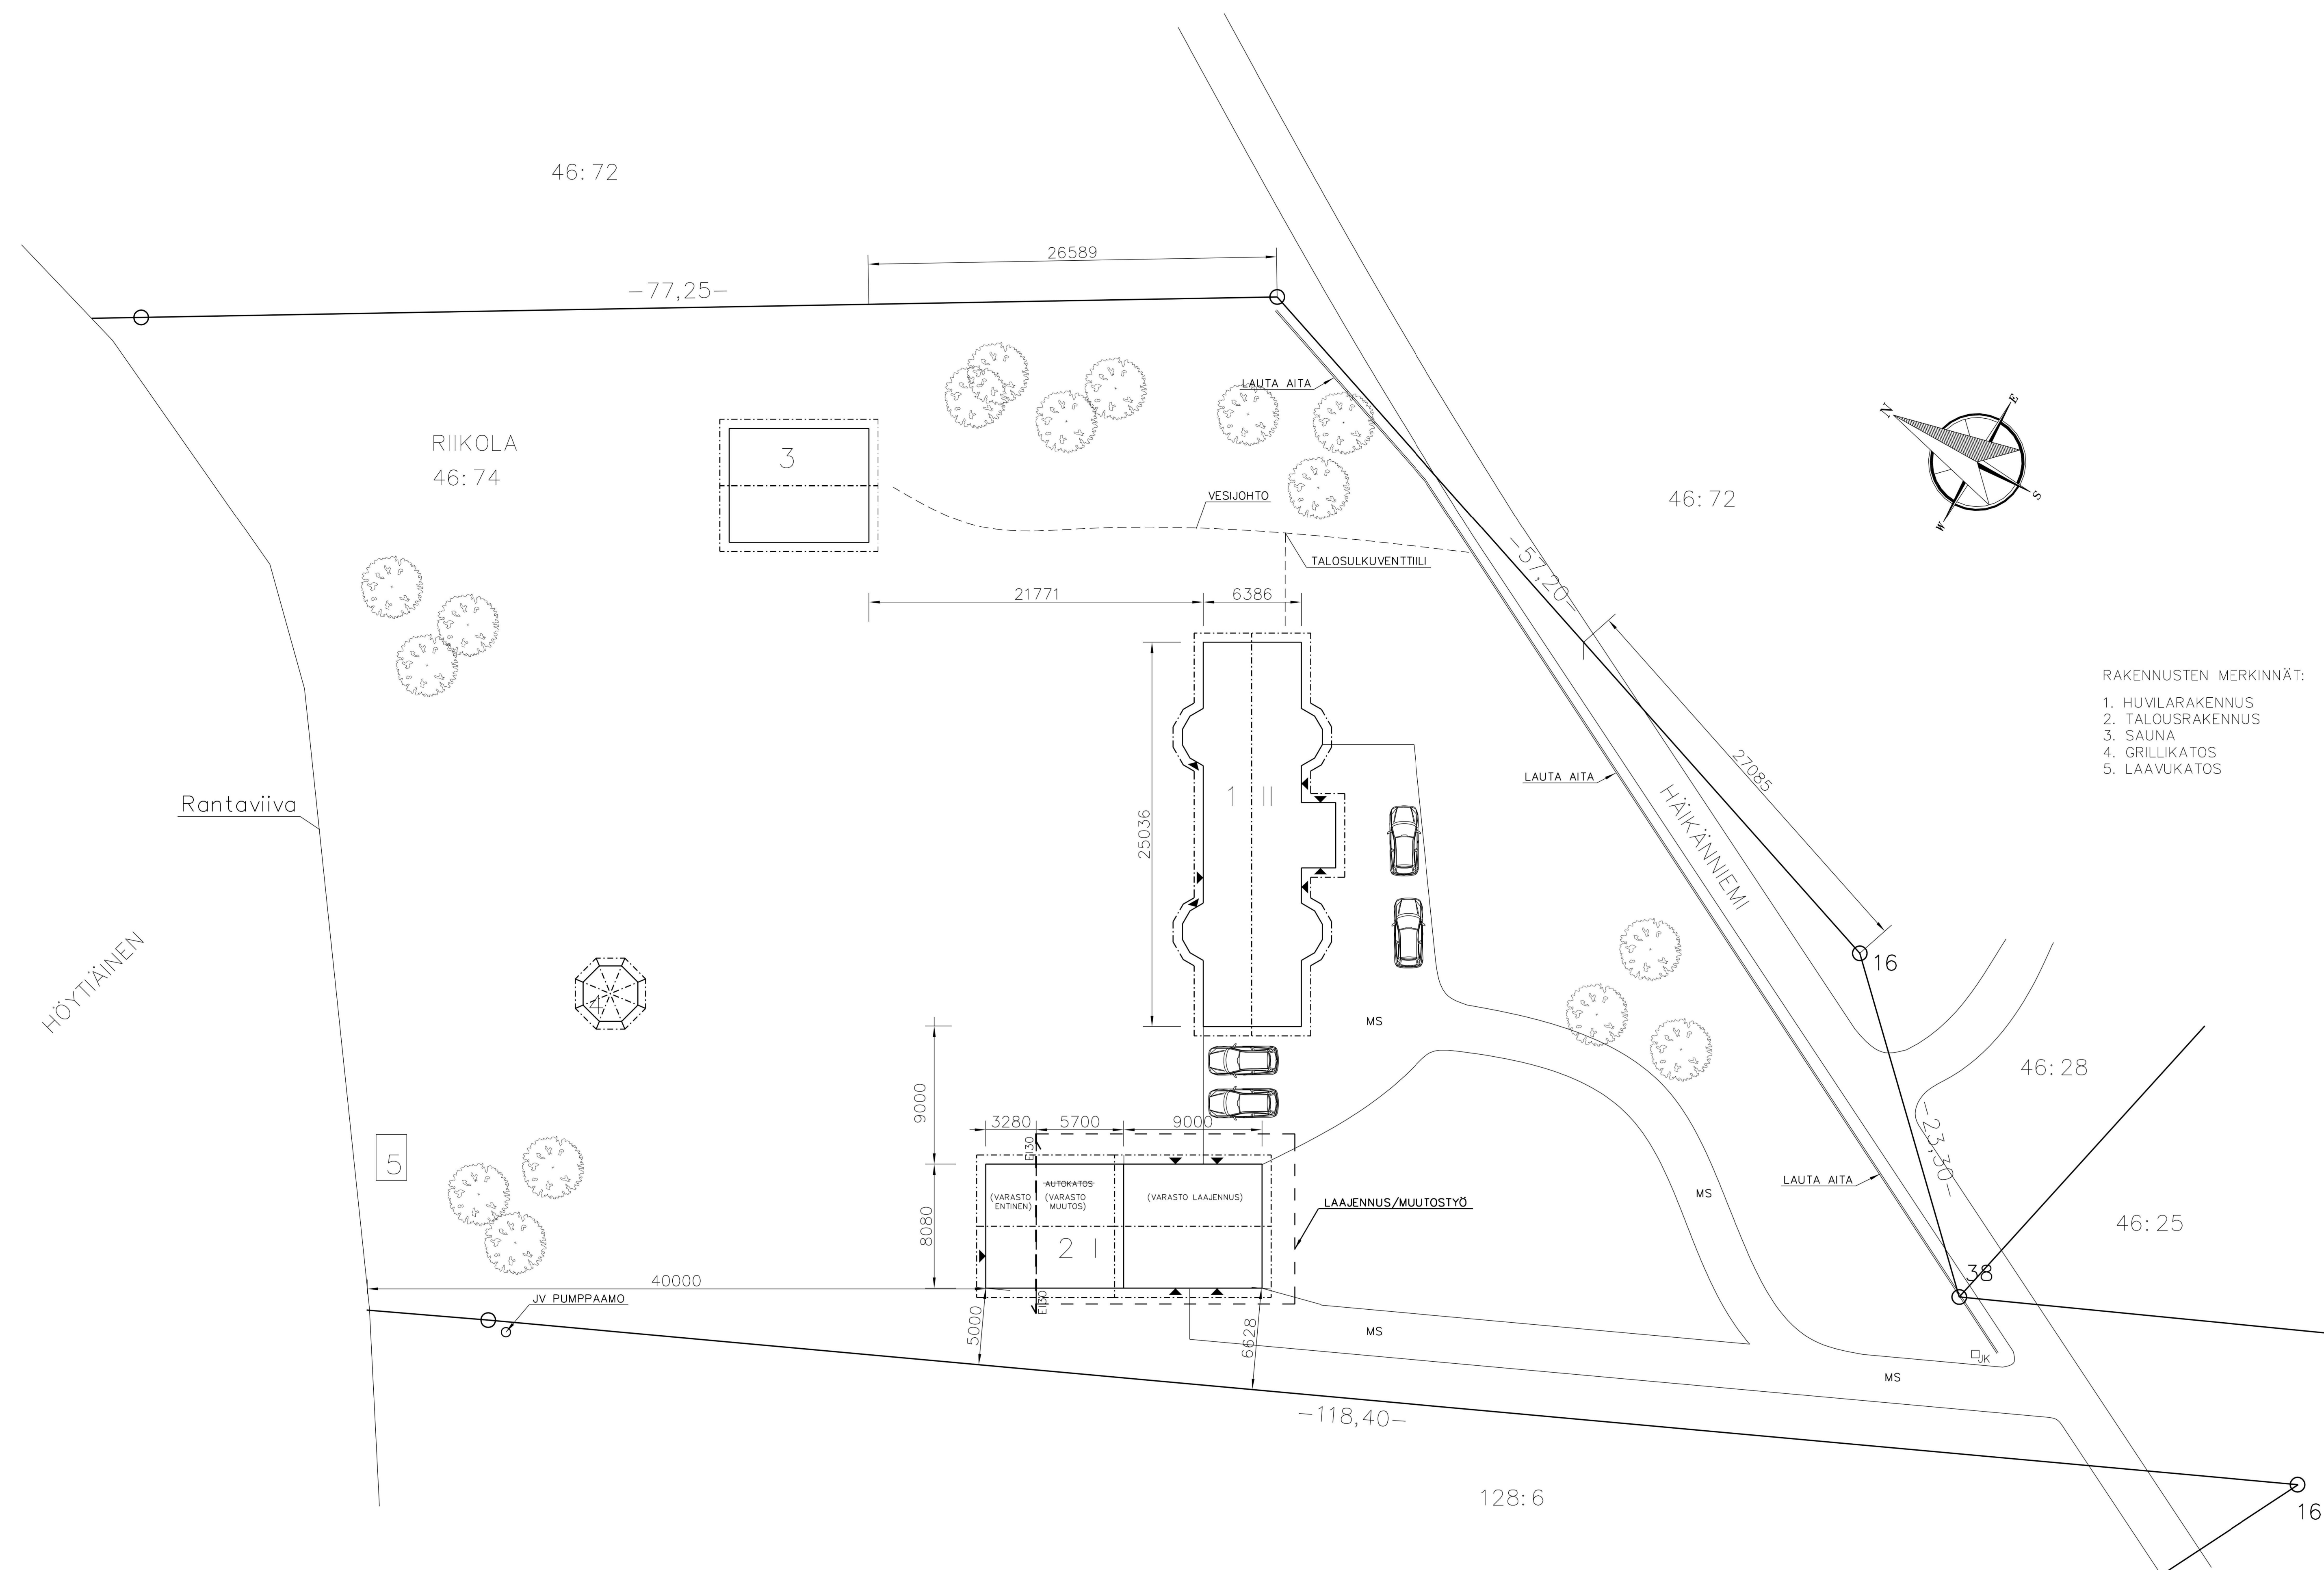 46:72
26589
-77,25-
LAUTA AITA
RIIKOLA
46:74
3
VESIJOHTO
TALOSULKUVENTTIILI
N
E
S
W
46:72
-57,20-
21771
6386
27085
RAKENNUSTEN MERKINNÄT:
1. HUVILARAKENNUS
2. TALOUSRAKENNUS
3. SAUNA
4. GRILLIKATOS
5. LAAVUKATOS
Rantaviiva
25036
1 II
LAUTA AITA
HÄIKÄNNIEMI
HÖYTIÄINEN
4
16
MS
46:28
9000
3280
5700
9000
EI30
-23,30-
5
AUTOKATOS
(VARASTO
ENTINEN)
(VARASTO
MUUTOS)
(VARASTO LAAJENNUS)
LAAJENNUS/MUUTOSTYÖ
MS
LAUTA AITA
46:25
8080
2 I
38
40000
JV PUMPPAAMO
EI30
5000
6628
MS
JK
MS
-118,40-
128:6
16